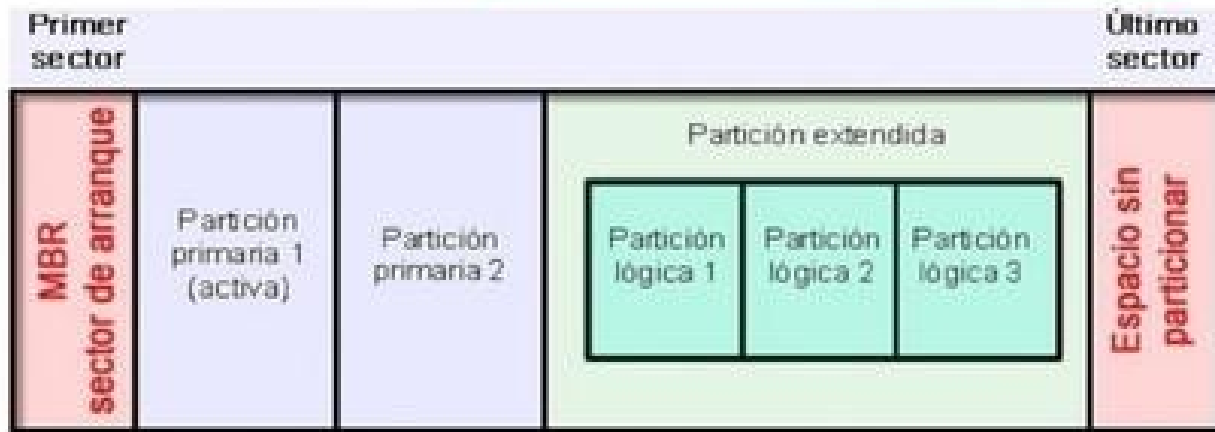 Primer
sector
Último
sector
MBR
sector de arranque
Partición
primaria 1
(activa)
Partición
primaria 2
Partición extendida
Partición
lógica 1
Partición
lógica 2
Partición
lógica 3
Espacio sin
particionar